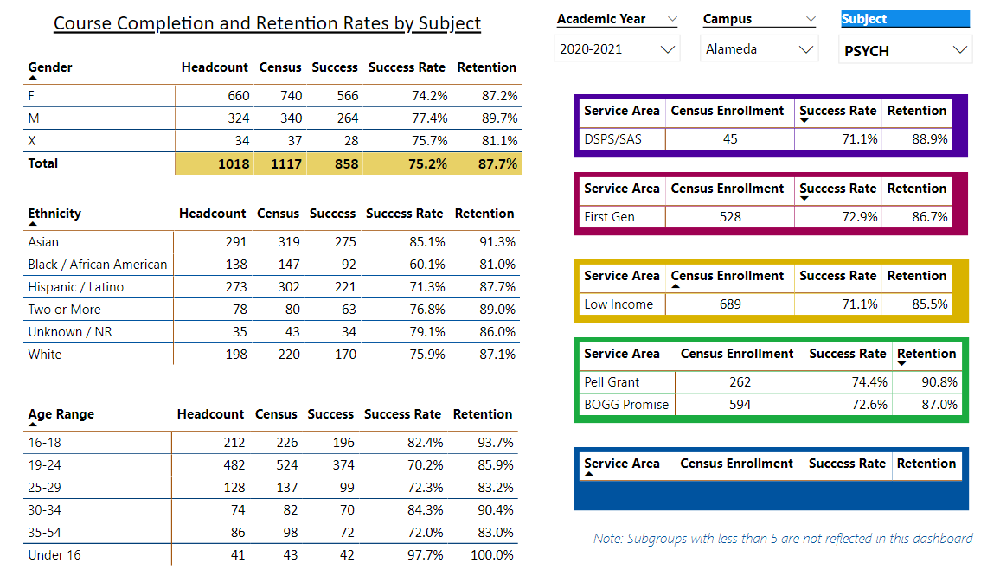 Course Completion and Retention Rates by Subject
Academic Year Campus Subject
2020-2021 Alameda PSYCH
Gender Headcount Census Success Success Rate Retention
F 660 740 566 74.2% 87.2%
M 324 340 264 77.4% 89.7%
X 34 37 28 75.7% 81.1%
Total 1018 1117 858 75.2% 87.7%
Ethnicity Headcount Census Success Success Rate Retention
Asian 291 319 275 85.1% 91.3%
Black / African American 138 147 92 60.1% 81.0%
Hispanic / Latino 273 302 221 71.3% 87.7%
Two or More 78 80 63 76.8% 89.0%
Unknown / NR 35 43 34 79.1% 86.0%
White 198 220 170 75.9% 87.1%
Age Range Headcount Census Success Success Rate Retention
16-18 212 226 196 82.4% 93.7%
19-24 482 524 374 70.2% 85.9%
25-29 128 137 99 72.3% 83.2%
30-34 74 82 70 84.3% 90.4%
35-54 86 98 72 72.0% 83.0%
Under 16 41 43 42 97.7% 100.0%
Service Area Census Enrollment Success Rate Retention
DSPS/SAS 45 71.1% 88.9%
Service Area Census Enrollment Success Rate Retention
First Gen 528 72.9% 86.7%
Service Area Census Enrollment Success Rate Retention
Low Income 689 71.1% 85.5%
Service Area Census Enrollment Success Rate Retention
Pell Grant 262 74.4% 90.8%
BOGG Promise 594 72.6% 87.0%
Service Area Census Enrollment Success Rate Retention
Note: Subgroups with less than 5 are not reflected in this dashboard